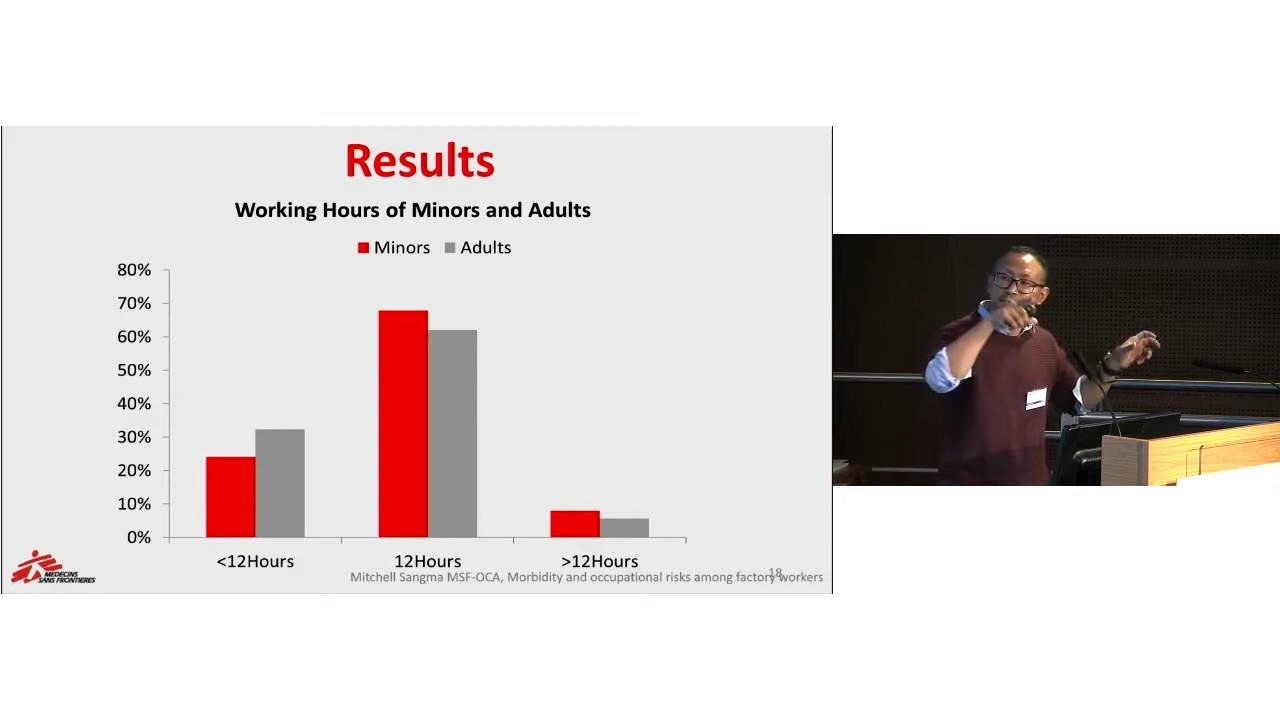 Results
Working Hours of Minors and Adults
Minors Adults
80%
70%
60%
50%
40%
30%
20%
10%
0%
<12Hours 12Hours >12Hours
MEDECINS
SANS FRONTIERES
18
Mitchell Sangma MSF-OCA, Morbidity and occupational risks among factory workers